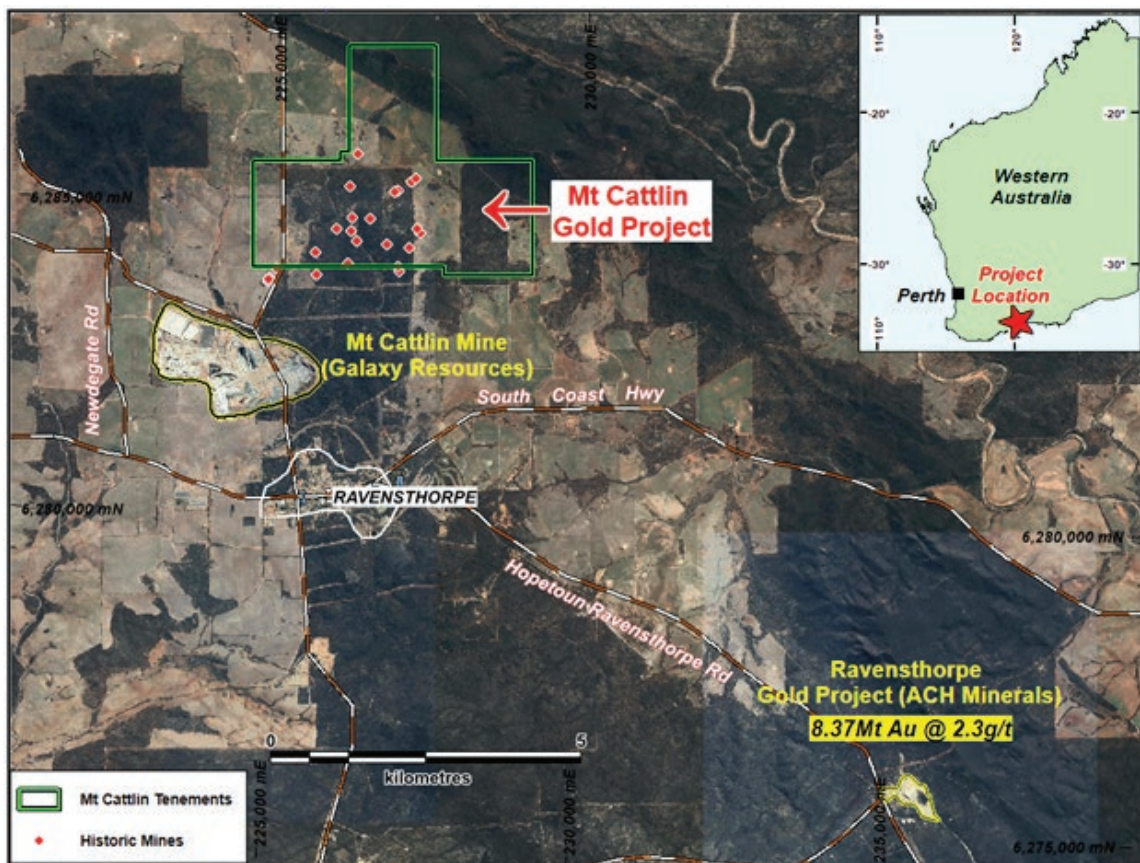 225,000 mE
230,000 mE
110°
120°
-20°
-20°
Western
Australia
-30°
-30°
Perth
Project
Location
110°
120°
6,285,000 mN
Mt Cattlin
Gold Project
Newdegate Rd
Mt Cattlin Mine
(Galaxy Resources)
South Coast Hwy
RAVENSTHORPE
6,280,000 mN
6,280,000 mN
Hopetoun-Ravensthorpe Rd
Ravensthorpe
Gold Project (ACH Minerals)
8.37Mt Au @ 2.3g/t
0
5
kilometres
Mt Cattlin Tenements
Historic Mines
225,000 mE
230,000 mE
235,000 mE
6,275,000 mN